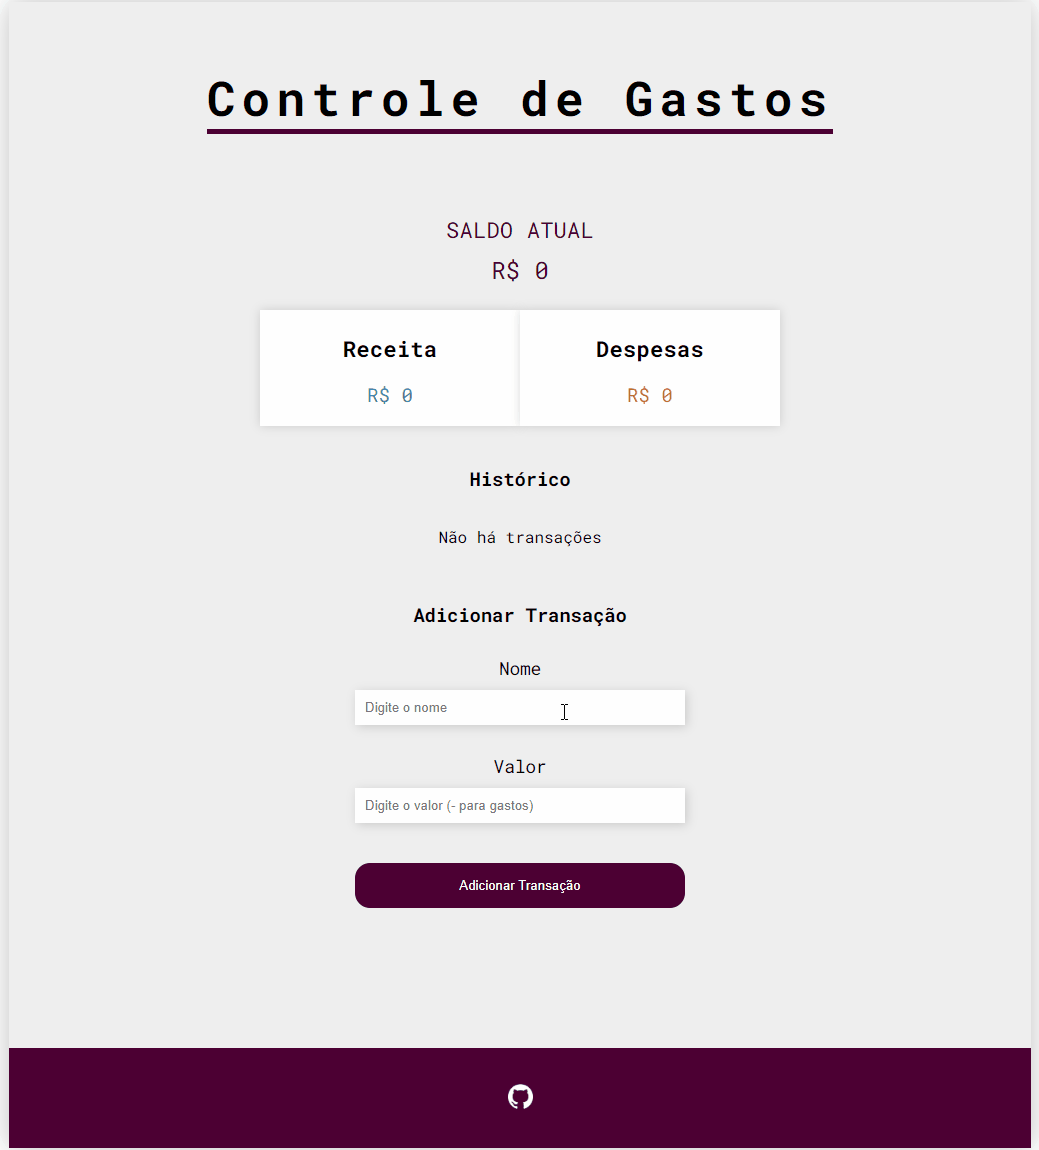 Controle de Gastos
SALDO ATUAL
R$ 0
Receita
Despesas
R$ 0
R$ 0
Histórico
Não há transações
Adicionar Transação
Nome
Digite o nome
Valor
Digite o valor (- para gastos)
Adicionar Transação